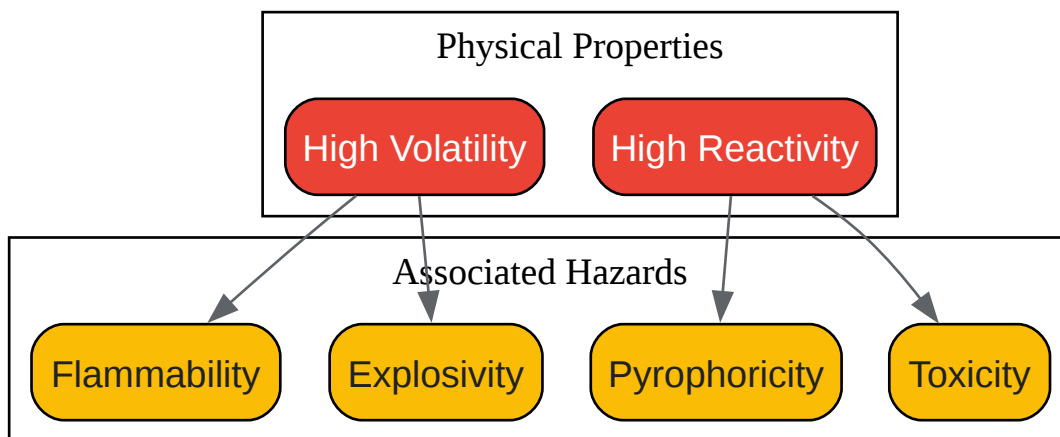 Physical Properties
High Volatility
High Reactivity
Associated Hazards
Flammability
Explosivity
Pyrophoricity
Toxicity